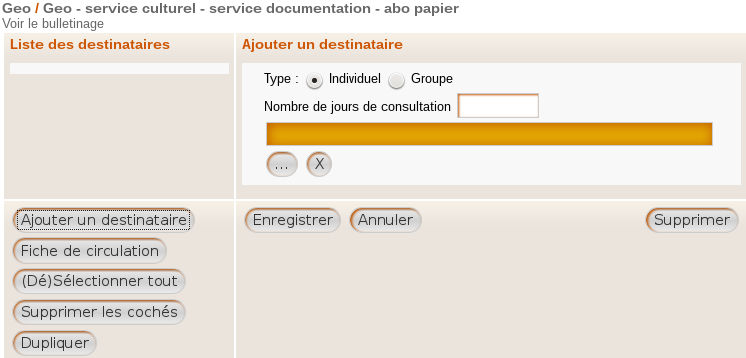 Geo / Geo - service culturel - service documentation - abo papier
Voir le bulletinage
Liste des destinataires
Ajouter un destinataire
Type : Individuel Groupe
Nombre de jours de consultation
... X
Ajouter un destinataire
Fiche de circulation
(Dé)Sélectionner tout
Supprimer les cochés
Dupliquer
Enregistrer Annuler Supprimer